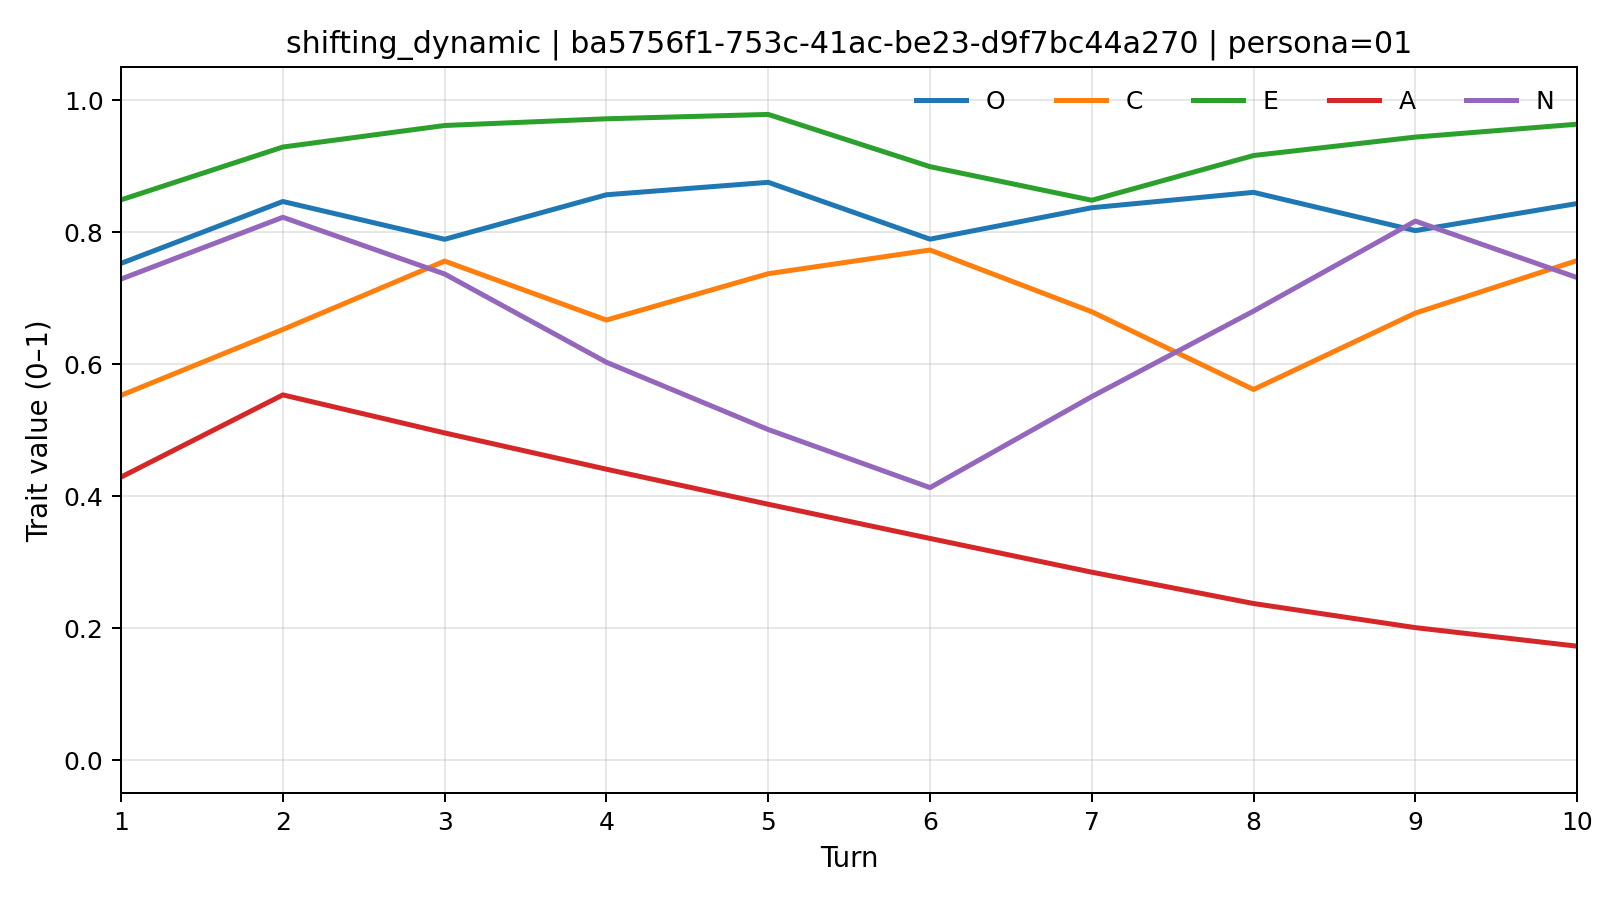 shifting_dynamic | ba5756f1-753c-41ac-be23-d9f7bc44a270 | persona=01
O C E A N
1.0
0.8
0.6
0.4
0.2
0.0
Trait value (0–1)
1 2 3 4 5 6 7 8 9 10
Turn